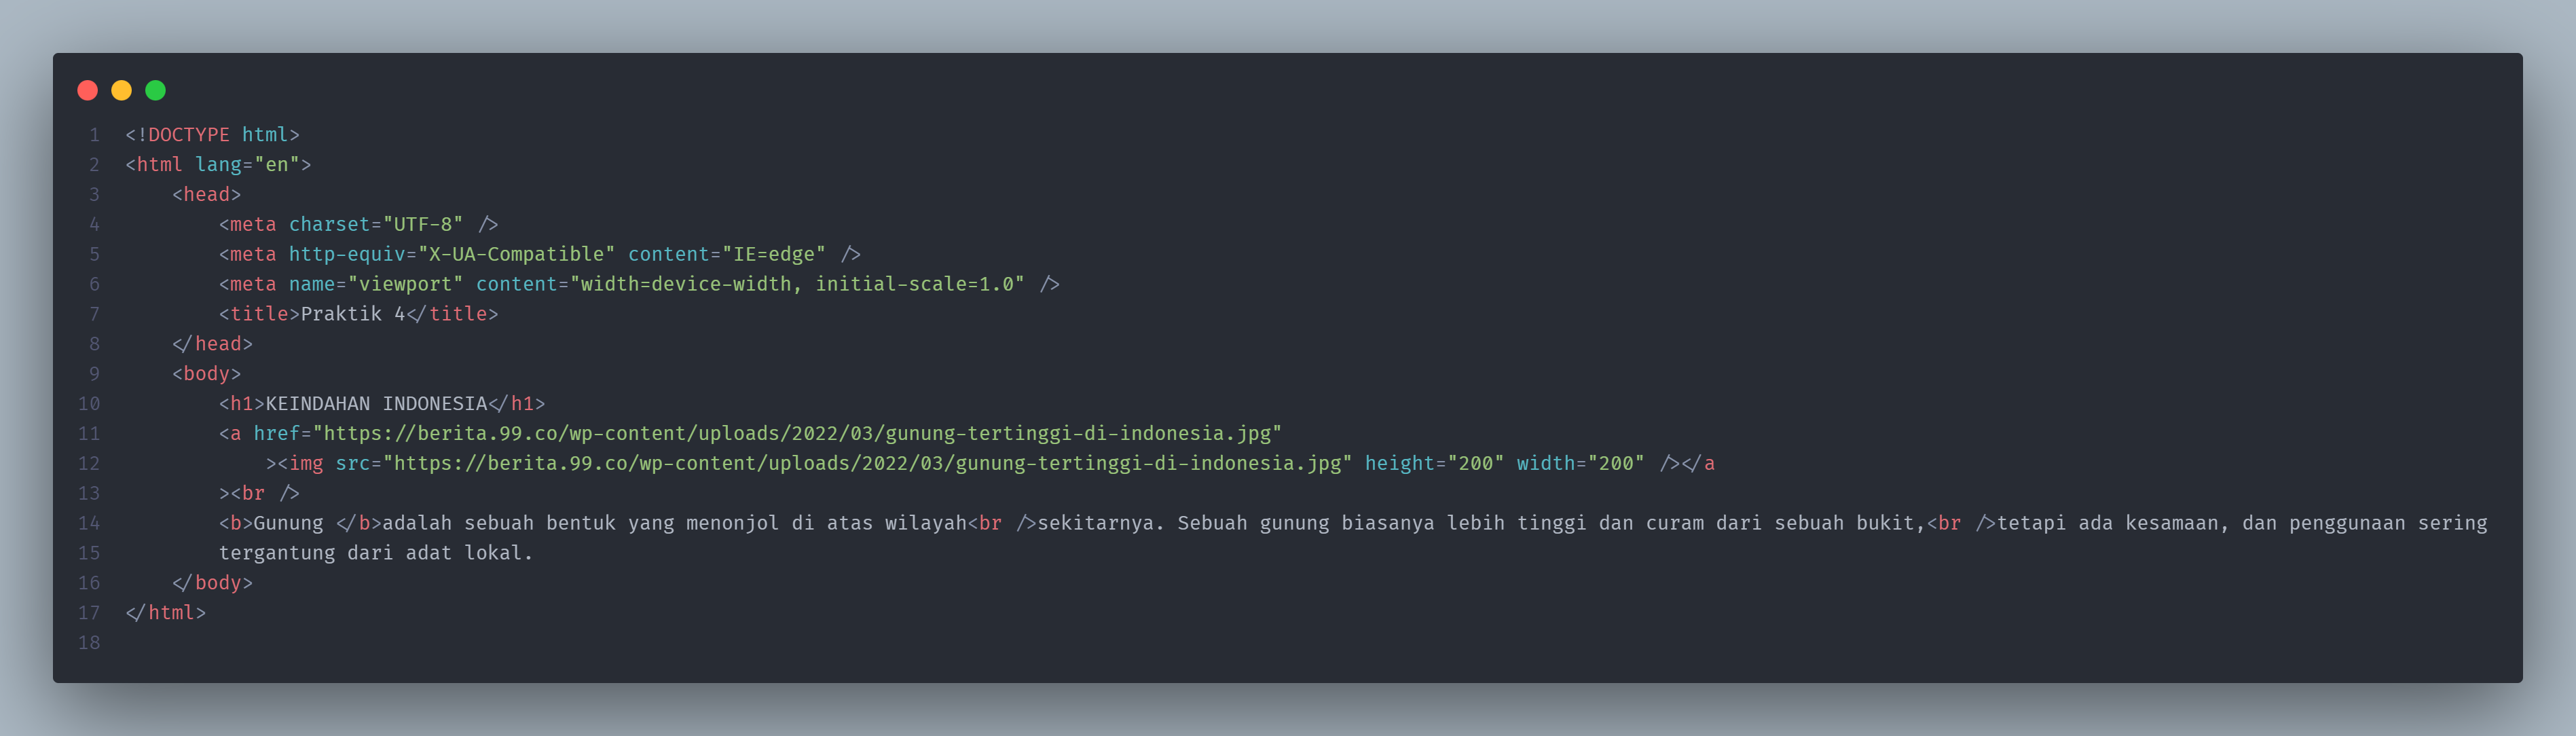 1 <!DOCTYPE html>
2 <html lang="en">
3     <head>
4         <meta charset="UTF-8" />
5         <meta http-equiv="X-UA-Compatible" content="IE=edge" />
6         <meta name="viewport" content="width=device-width, initial-scale=1.0" />
7         <title>Praktik 4</title>
8     </head>
9     <body>
10         <h1>KEINDAHAN INDONESIA</h1>
11         <a href="https://berita.99.co/wp-content/uploads/2022/03/gunung-tertinggi-di-indonesia.jpg"
12             ><img src="https://berita.99.co/wp-content/uploads/2022/03/gunung-tertinggi-di-indonesia.jpg" height="200" width="200" /></a
13         ><br />
14         <b>Gunung </b>adalah sebuah bentuk yang menonjol di atas wilayah<br />sekitarnya. Sebuah gunung biasanya lebih tinggi dan curam dari sebuah bukit,<br />tetapi ada kesamaan, dan penggunaan sering
15         tergantung dari adat lokal.
16     </body>
17 </html>
18